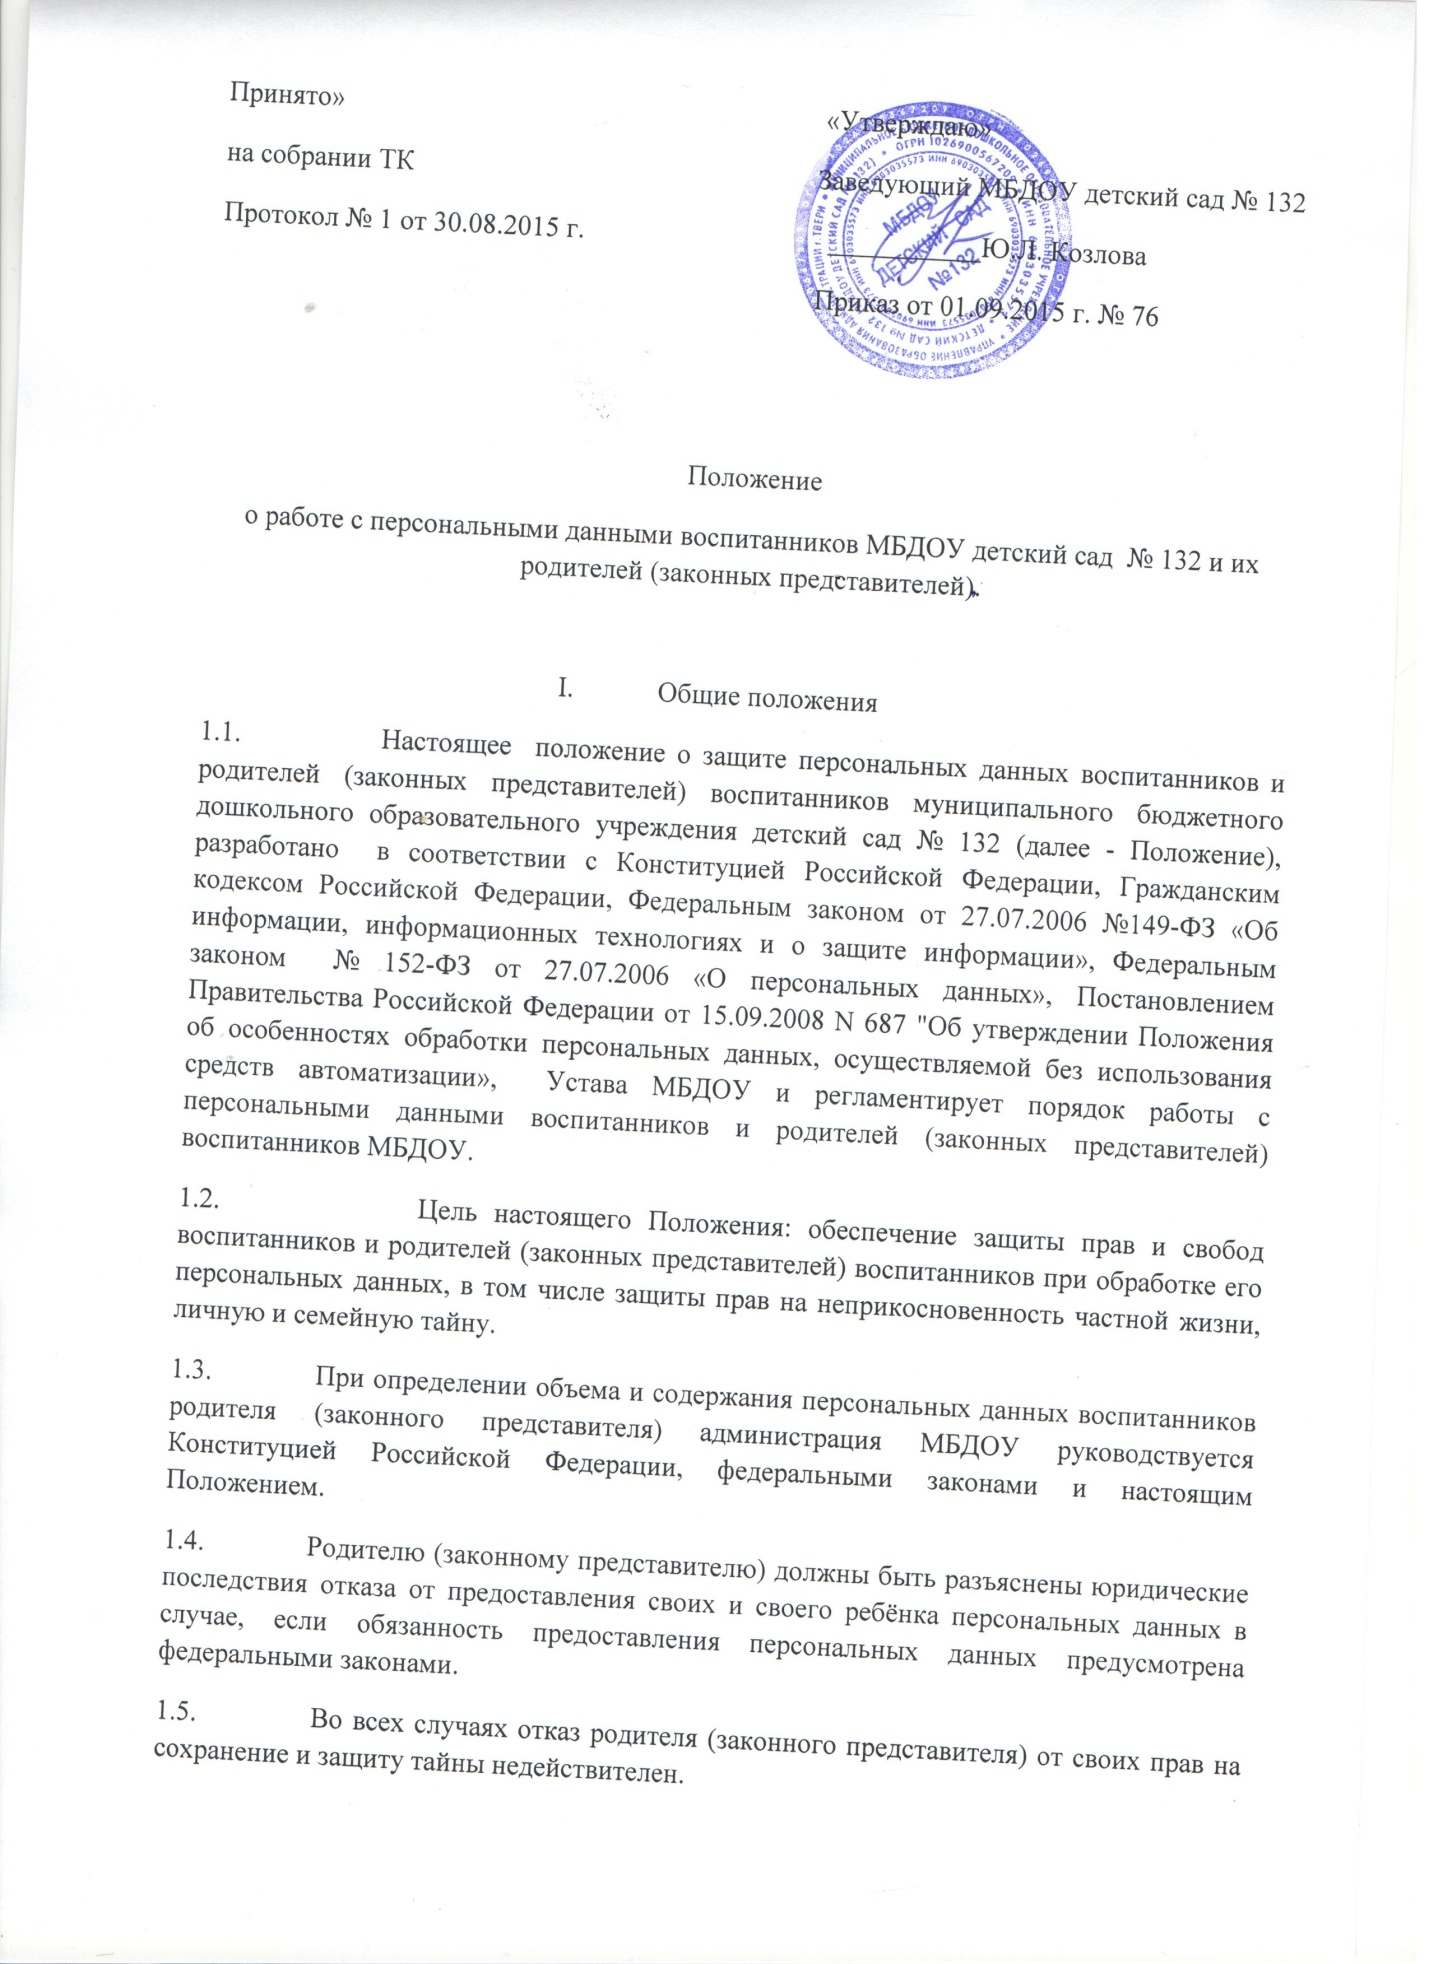 Принято»
на собрании ТК
Протокол № 1 от 30.08.2015 г.
«Утверждаю»
Заведующий МБДОУ детский сад № 132
Ю.Л. Козлова
Приказ от 01.09.2015 г. № 76
МБДОУ
ДЕТСКИЙ САД
№132
Положение
о работе с персональными данными воспитанников МБДОУ детский сад № 132 и их
родителей (законных представителей).
I. Общие положения
1.1. Настоящее положение о защите персональных данных воспитанников и
родителей (законных представителей) воспитанников муниципального бюджетного
дошкольного образовательного учреждения детский сад № 132 (далее - Положение),
разработано в соответствии с Конституцией Российской Федерации, Гражданским
кодексом Российской Федерации, Федеральным законом от 27.07.2006 №149-ФЗ «Об
информации, информационных технологиях и о защите информации», Федеральным
законом № 152-ФЗ от 27.07.2006 «О персональных данных», Постановлением
Правительства Российской Федерации от 15.09.2008 N 687 "Об утверждении Положения
об особенностях обработки персональных данных, осуществляемой без использования
средств автоматизации», Устава МБДОУ и регламентирует порядок работы с
персональными данными воспитанников и родителей (законных представителей)
воспитанников МБДОУ.
1.2. Цель настоящего Положения: обеспечение защиты прав и свобод
воспитанников и родителей (законных представителей) воспитанников при обработке его
персональных данных, в том числе защиты прав на неприкосновенность частной жизни,
личную и семейную тайну.
1.3. При определении объема и содержания персональных данных воспитанников
родителя (законного представителя) администрация МБДОУ руководствуется
Конституцией Российской Федерации, федеральными законами и настоящим
Положением.
1.4. Родителю (законному представителю) должны быть разъяснены юридические
последствия отказа от предоставления своих и своего ребёнка персональных данных в
случае, если обязанность предоставления персональных данных предусмотрена
федеральными законами.
1.5. Во всех случаях отказ родителя (законного представителя) от своих прав на
сохранение и защиту тайны недействителен.